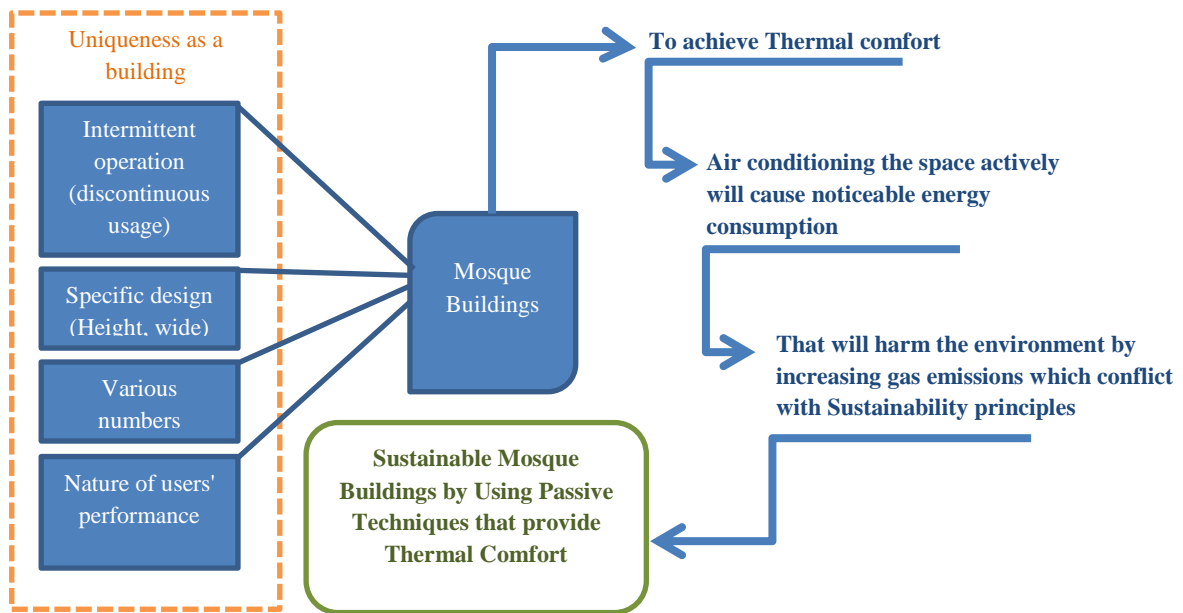 Uniqueness as a
building
Intermittent
operation
(discontinuous
usage)
Specific design
(Height, wide)
Various
numbers
Nature of users'
performance
Mosque
Buildings
To achieve Thermal comfort
Air conditioning the space actively
will cause noticeable energy
consumption
That will harm the environment by
increasing gas emissions which conflict
with Sustainability principles
Sustainable Mosque
Buildings by Using Passive
Techniques that provide
Thermal Comfort